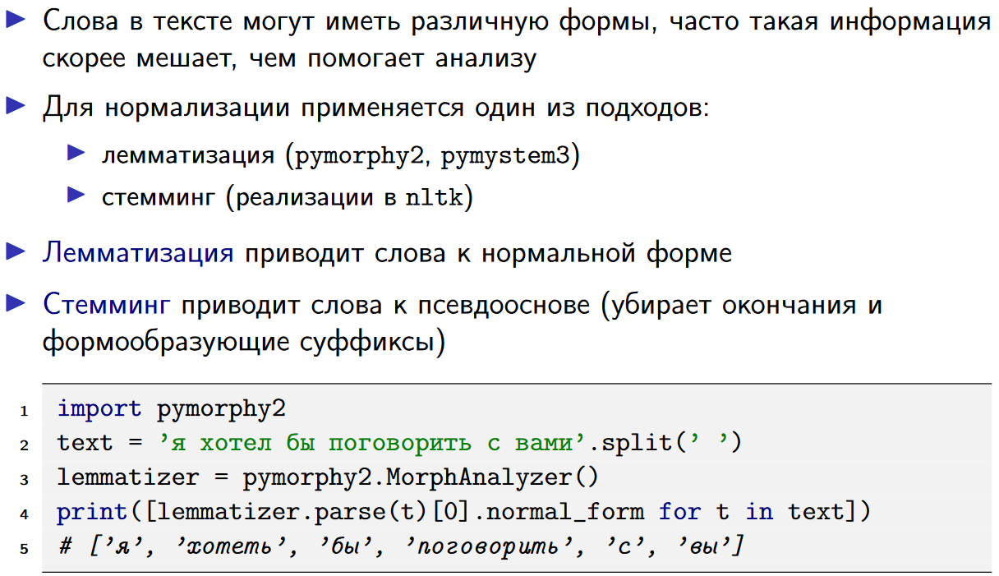 ▶ Слова в тексте могут иметь различную формы, часто такая информация
скорее мешает, чем помогает анализу
▶ Для нормализации применяется один из подходов:
▶ лемматизация (pymorphy2, pymystem3)
▶ стемминг (реализации в nltk)
▶ Лемматизация приводит слова к нормальной форме
▶ Стемминг приводит слова к псевдооснове (убирает окончания и
формообразующие суффиксы)
1 import pymorphy2
2 text = ’я хотел бы поговорить с вами’.split(’ ’)
3 lemmatizer = pymorphy2.MorphAnalyzer()
4 print([lemmatizer.parse(t)[0].normal_form for t in text])
5 # [’я’, ’хотеть’, ’бы’, ’поговорить’, ’с’, ’вы’]